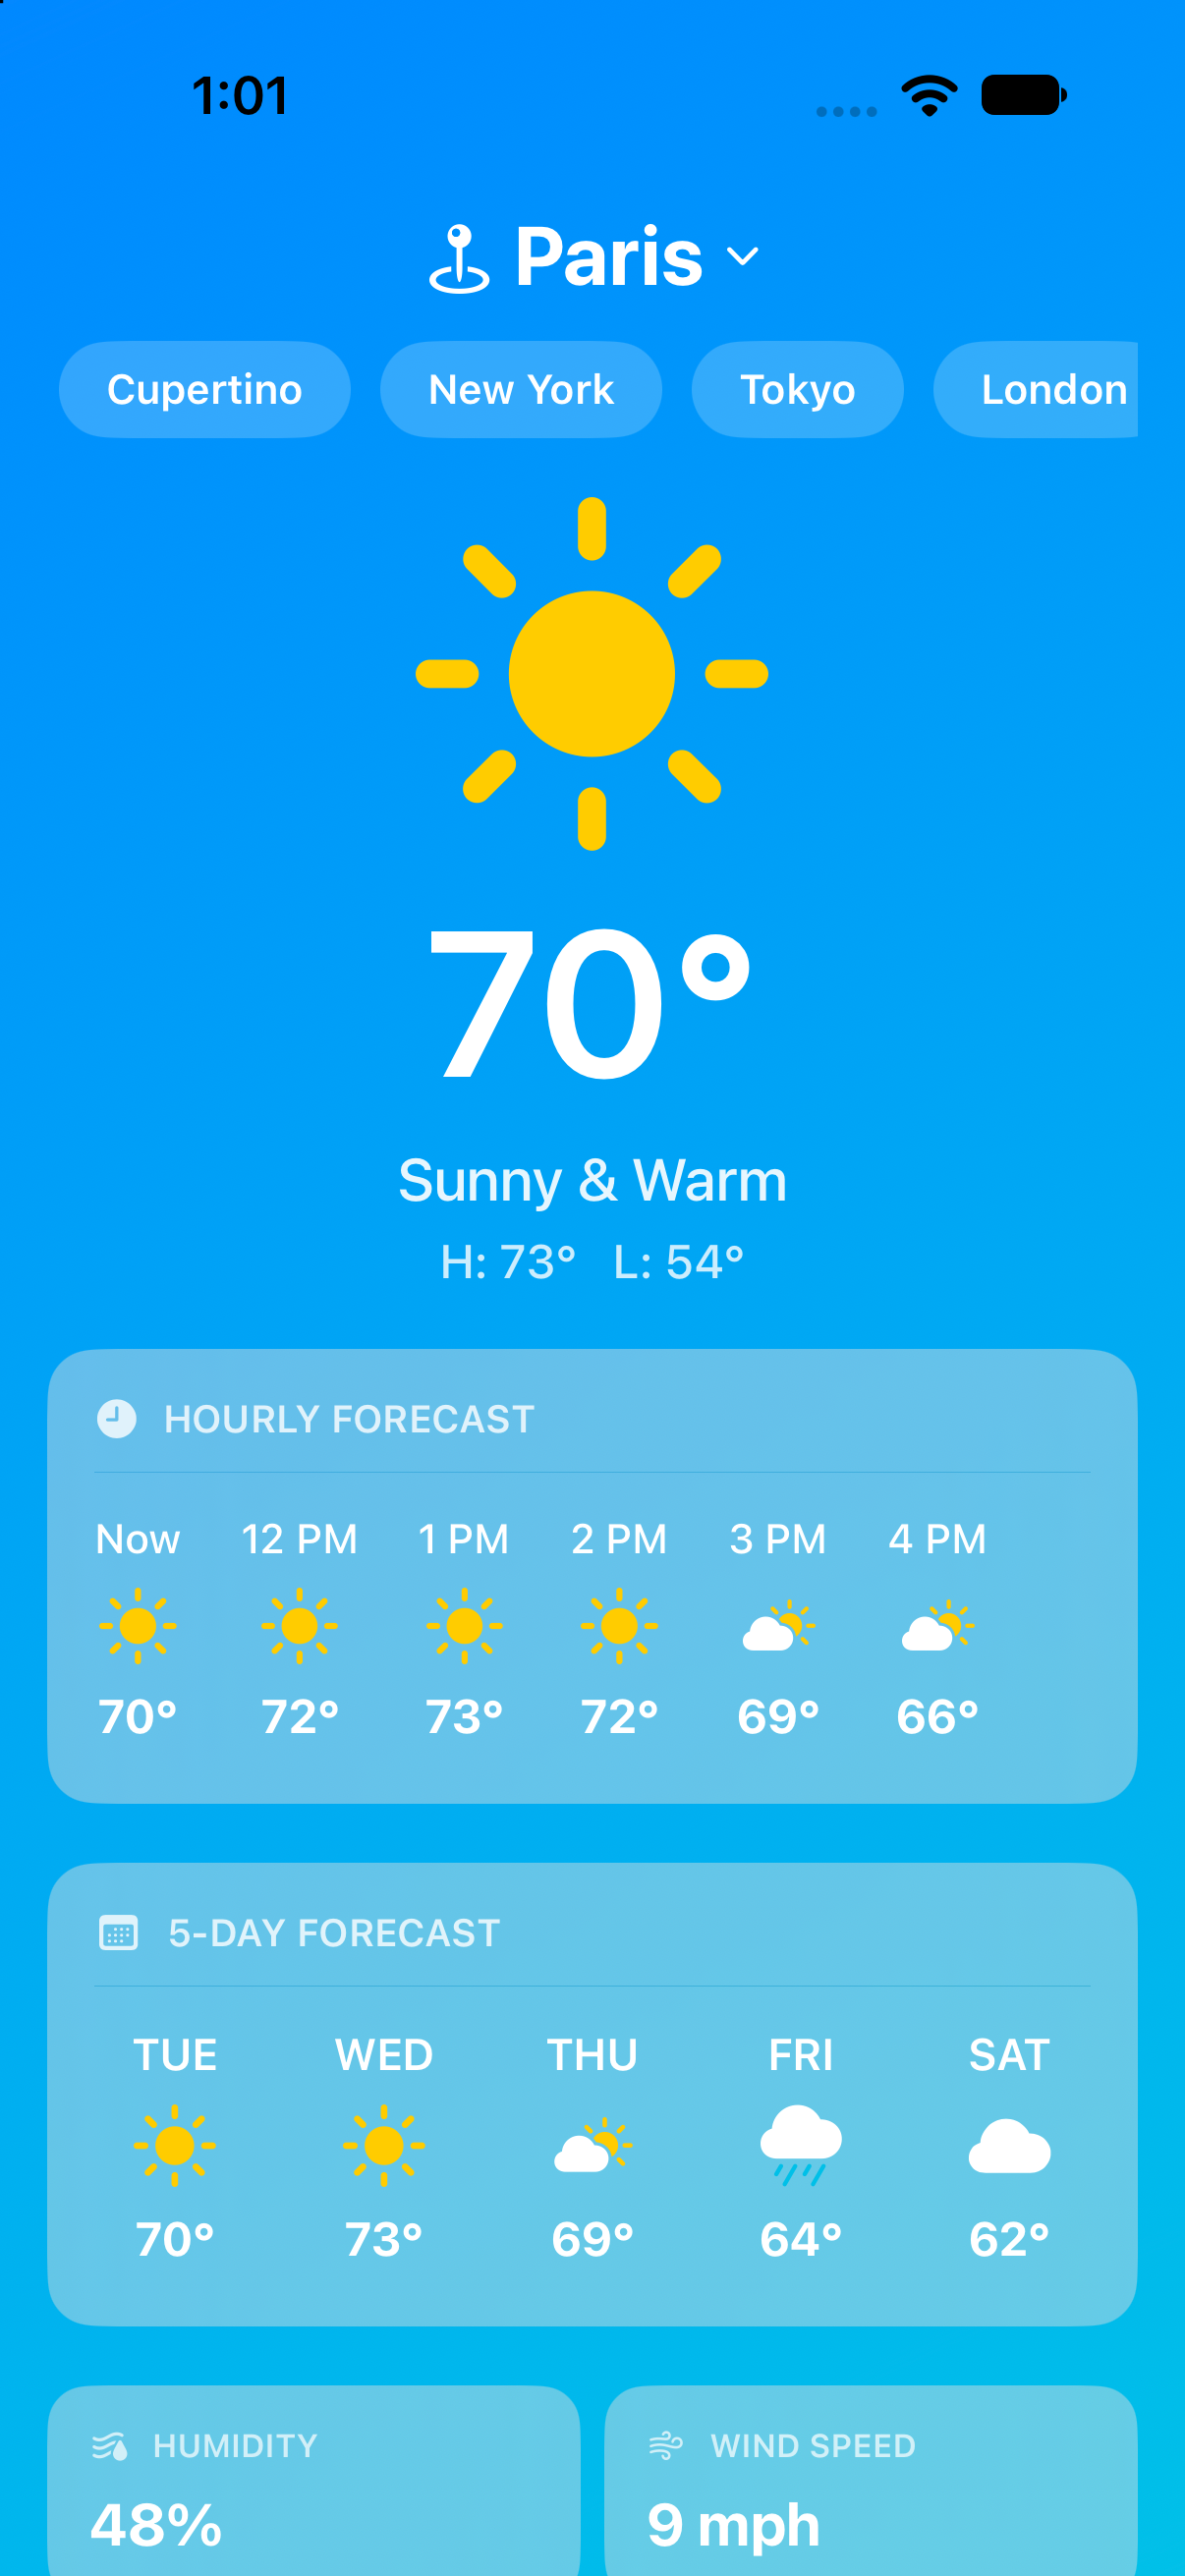 1:01
Paris
Cupertino New York Tokyo London
70°
Sunny & Warm
H: 73° L: 54°
HOURLY FORECAST
Now 12 PM 1 PM 2 PM 3 PM 4 PM
70° 72° 73° 72° 69° 66°
5-DAY FORECAST
TUE WED THU FRI SAT
70° 73° 69° 64° 62°
HUMIDITY WIND SPEED
48% 9 mph